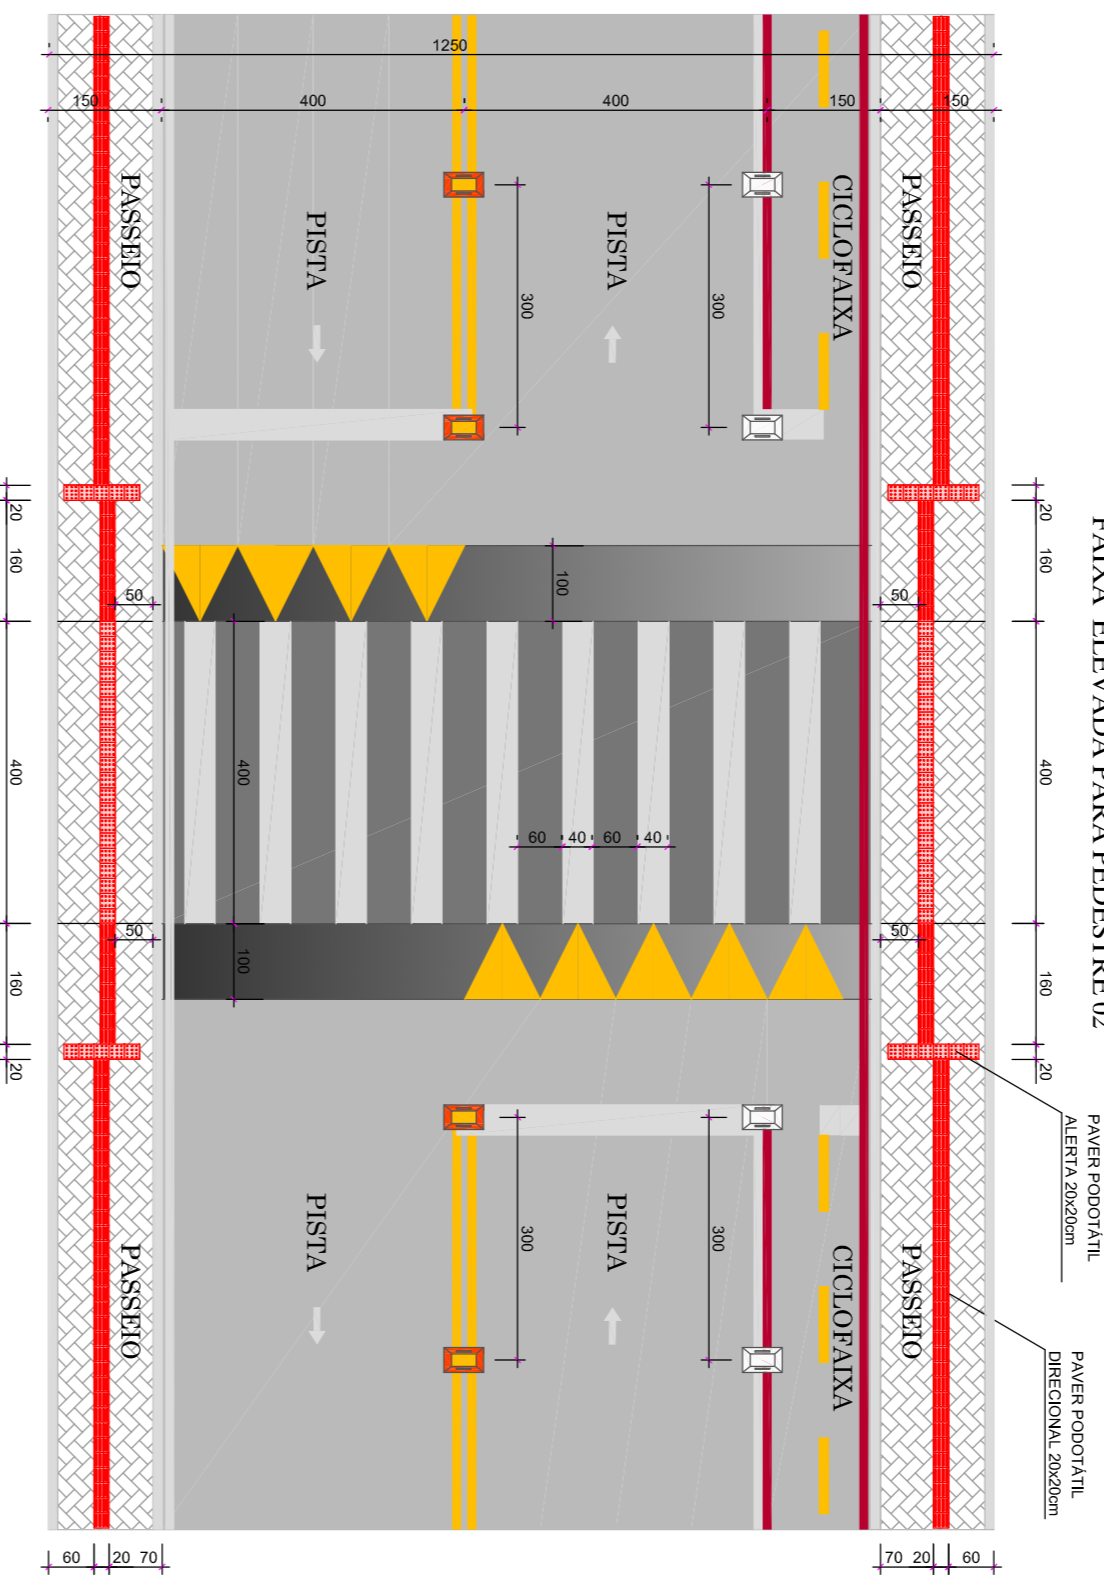 FAIXA ELEVADA PARA PEDESTRE 02
1250
150
400
400
150
150
PASSEIO
PISTA
PISTA
CICLOFAIXA
PASSEIO
300
300
20
160
50
100
50
20
160
400
400
60
40
60
40
400
50
100
50
160
20
160
20
PAVER PODOTÁTIL
ALERTA 20x20cm
PAVER PODOTÁTIL
DIRECIONAL 20x20cm
PASSEIO
PISTA
PISTA
CICLOFAIXA
PASSEIO
300
300
60
20
70
70
20
60